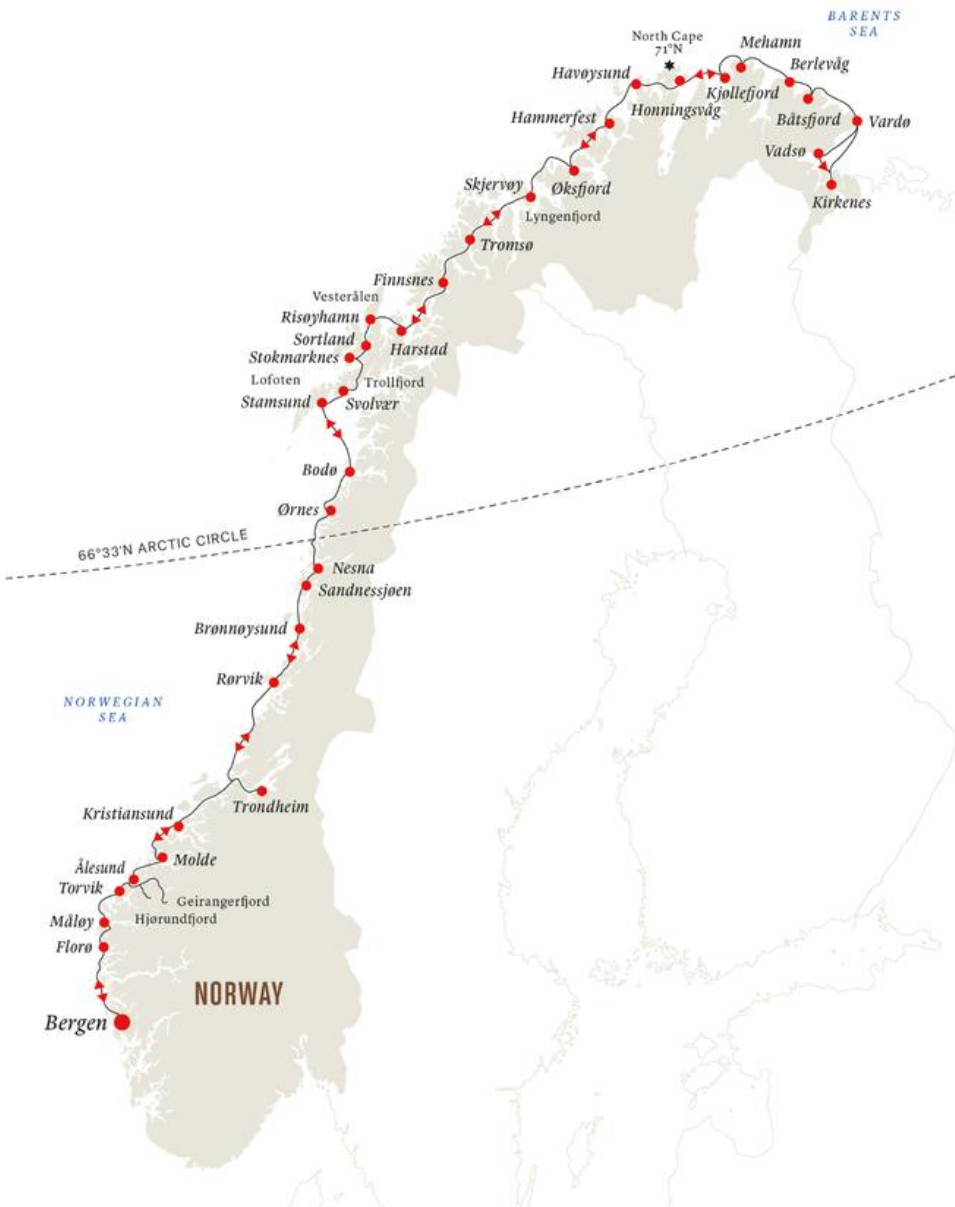 BARENTS
SEA
North Cape
71°N
Mehamn
Berlevåg
Havøysund
Kjøllefjord
Honningsvåg
Båtsfjord
Hammerfest
Vardø
Vadsø
Skjervøy
Øksfjord
Kirkenes
Lyngenfjord
Tromsø
Finnsnes
Vesterålen
Risøyhamn
Sortland
Harstad
Stokmarknes
Lofoten
Trollfjord
Stamsund
Svolvær
Bodø
Ørnes
66°33'N ARCTIC CIRCLE
Nesna
Sandnessjøen
Brønnøysund
Rørvik
NORWEGIAN
SEA
Trondheim
Kristiansund
Molde
Ålesund
Torvik
Geirangerfjord
Hjørundfjord
Måløy
Florø
NORWAY
Bergen